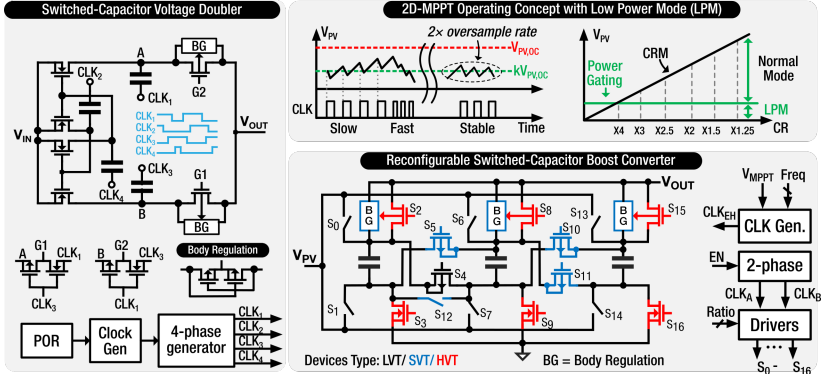 Switched-Capacitor Voltage Doubler
A
BG
G2
CLK2
CLK1
CLK1
CLK2
CLK3
CLK4
VIN
VOUT
CLK3
G1
CLK4
B
BG
Body Regulation
G1
G2
A
CLK1
B
CLK3
CLK3
CLK1
POR
Clock
Gen
4-phase
generator
CLK1
CLK2
CLK3
CLK4
2D-MPPT Operating Concept with Low Power Mode (LPM)
VPV
2× oversample rate
VPV,OC
kVPV,OC
CLK
Slow
Fast
Stable
Time
VPV
CRM
Power
Gating
Normal
Mode
LPM
X4
X3
X2.5
X2
X1.5
X1.25
CR
Reconfigurable Switched-Capacitor Boost Converter
VOUT
S0
BG
S2
S5
S6
BG
S8
S10
S13
BG
S15
VPV
S4
S11
S1
S3
S12
S7
S9
S14
S16
Devices Type: LVT/ SVT/ HVT
BG = Body Regulation
VMPPT
Freq
CLKEH
CLK Gen.
EN
2-phase
CLKA
CLKB
Ratio
Drivers
S0 - S16